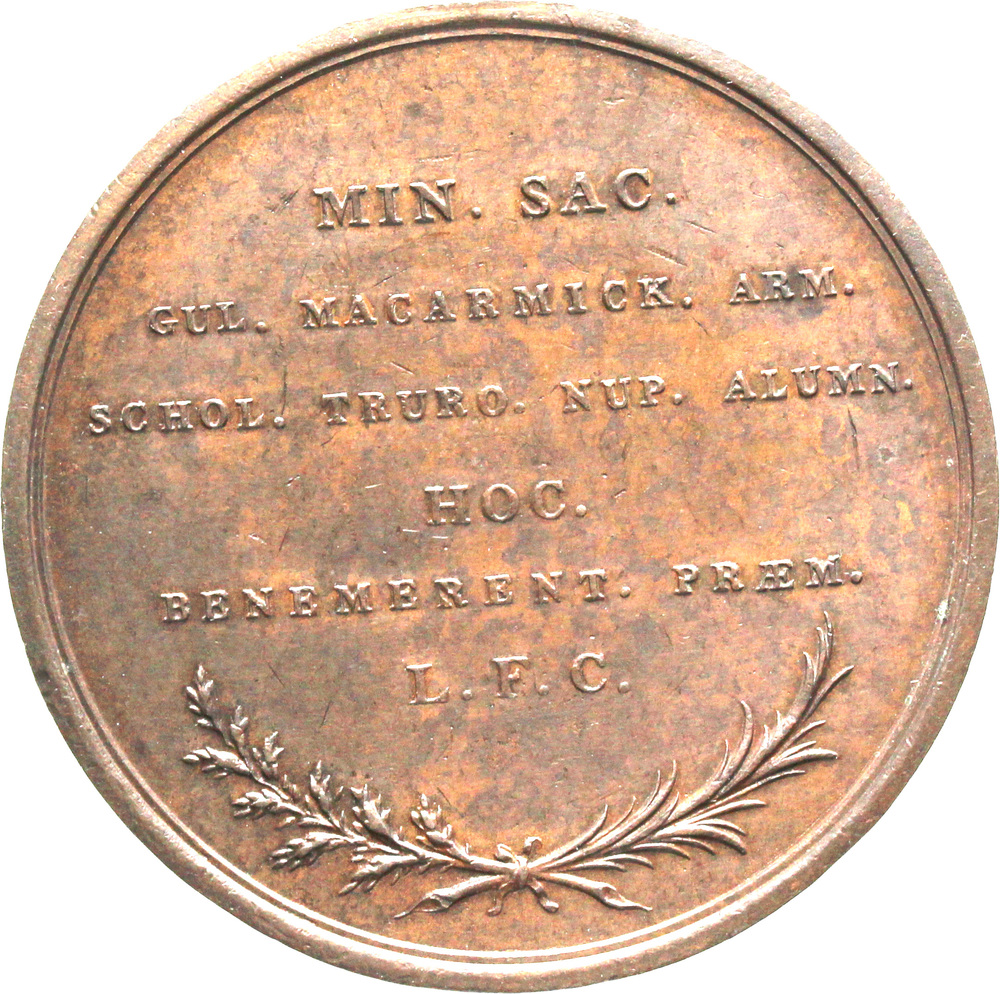 MIN. SAC.
GUL. MACARMICK. ARM.
SCHOL. TRURO. NUP. ALUMN.
HOC.
BENEMERENT. PRÆM.
L. F. C.